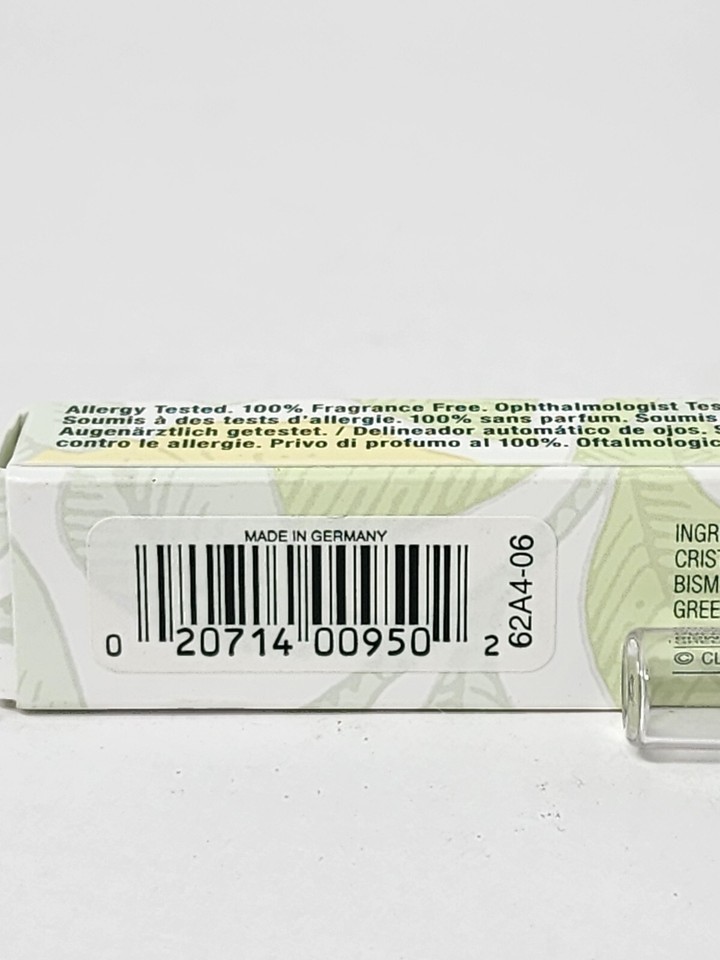 Allergy Tested. 100% Fragrance Free. Ophthalmologist Tes
Soumis à des tests d'allergie. 100% sans parfum. Soumis
Augenärztlich getestet. / Delineador automático de ojos. S
contro le allergie. Privo di profumo al 100%. Oftalmologic
MADE IN GERMANY
0 20714 00950 2
62A4-06
INGR
CRIST
BISM
GREE
© CL